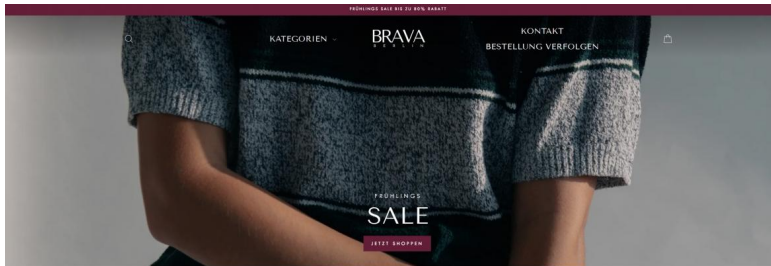 FRÜHLINGS SALE BIS ZU 80% RABATT
KATEGORIEN
BRAVA
BERLIN
KONTAKT
BESTELLUNG VERFOLGEN
FRÜHLINGS
SALE
JETZT SHOPPEN